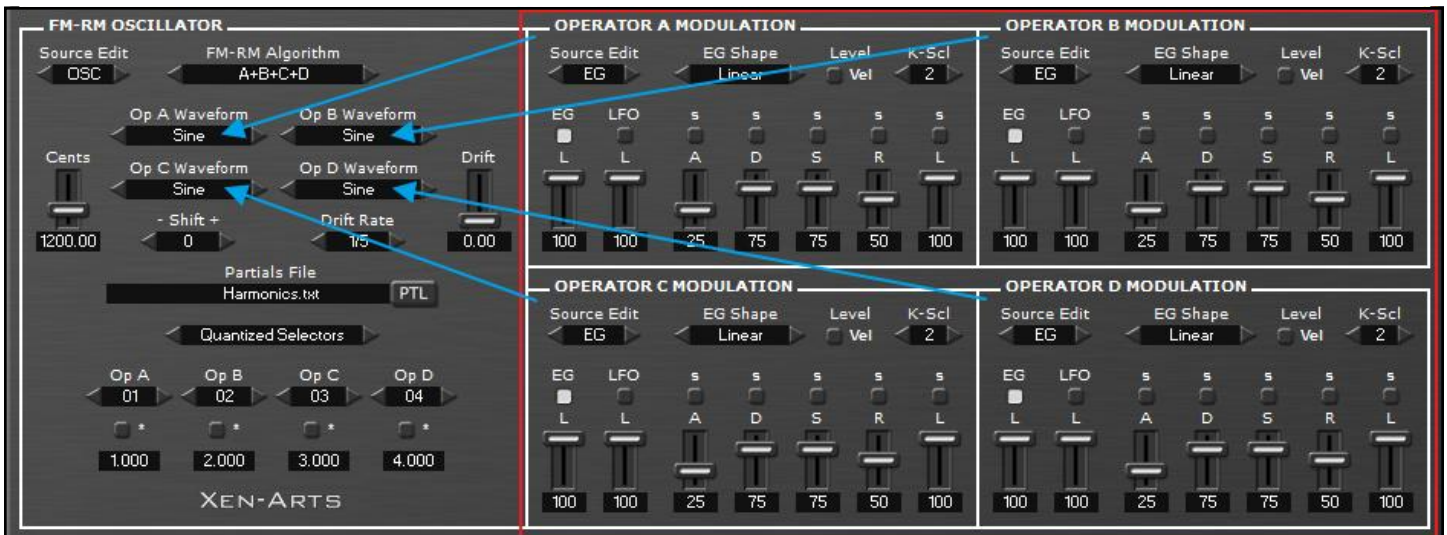 FM-RM OSCILLATOR
Source Edit FM-RM Algorithm
OSC A+B+C+D
Op A Waveform Op B Waveform
Sine Sine
Cents Drift
Op C Waveform Op D Waveform
Sine Sine
- Shift + Drift Rate
1200.00 0 1/5 0.00
Partials File
Harmonics.txt PTL
Quantized Selectors
Op A Op B Op C Op D
01 02 03 04
* * * *
1.000 2.000 3.000 4.000
XEN-ARTS
OPERATOR A MODULATION
Source Edit EG Shape Level K-Scl
EG Linear Vel 2
EG LFO s s s s s
L L A D S R L
100 100 25 75 75 50 100
OPERATOR B MODULATION
Source Edit EG Shape Level K-Scl
EG Linear Vel 2
EG LFO s s s s s
L L A D S R L
100 100 25 75 75 50 100
OPERATOR C MODULATION
Source Edit EG Shape Level K-Scl
EG Linear Vel 2
EG LFO s s s s s
L L A D S R L
100 100 25 75 75 50 100
OPERATOR D MODULATION
Source Edit EG Shape Level K-Scl
EG Linear Vel 2
EG LFO s s s s s
L L A D S R L
100 100 25 75 75 50 100